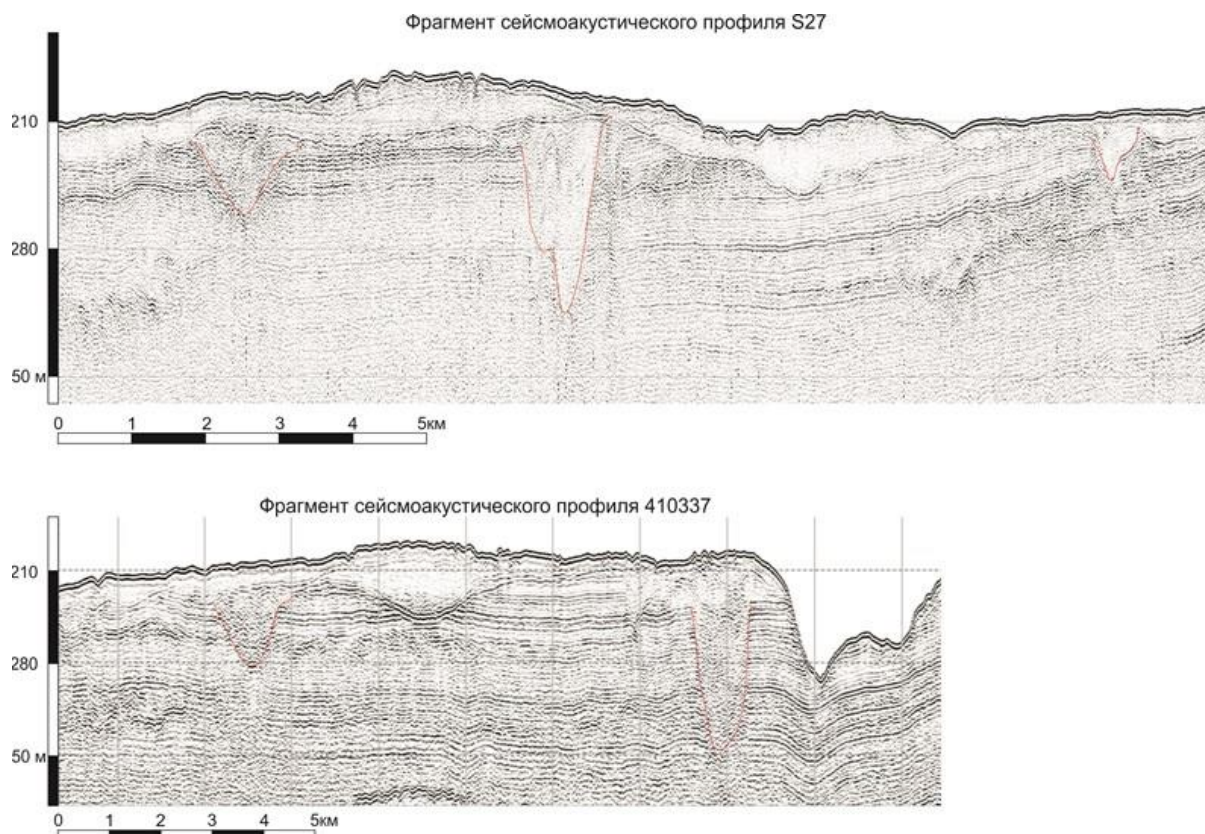 Фрагмент сейсмоакустического профиля S27
210
280
50 м
0 1 2 3 4 5км
Фрагмент сейсмоакустического профиля 410337
210
280
50 м
0 1 2 3 4 5км